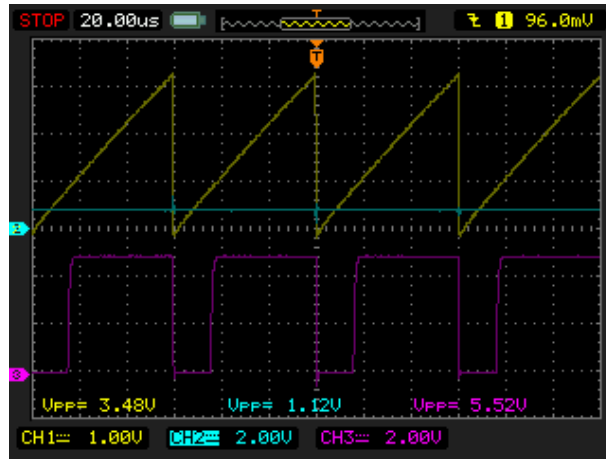 STOP 20.00us T 1 96.0mV
T
1
3
Vpp= 3.48V Vpp= 1.12V Vpp= 5.52V
CH1 1.00V CH2 2.00V CH3 2.00V